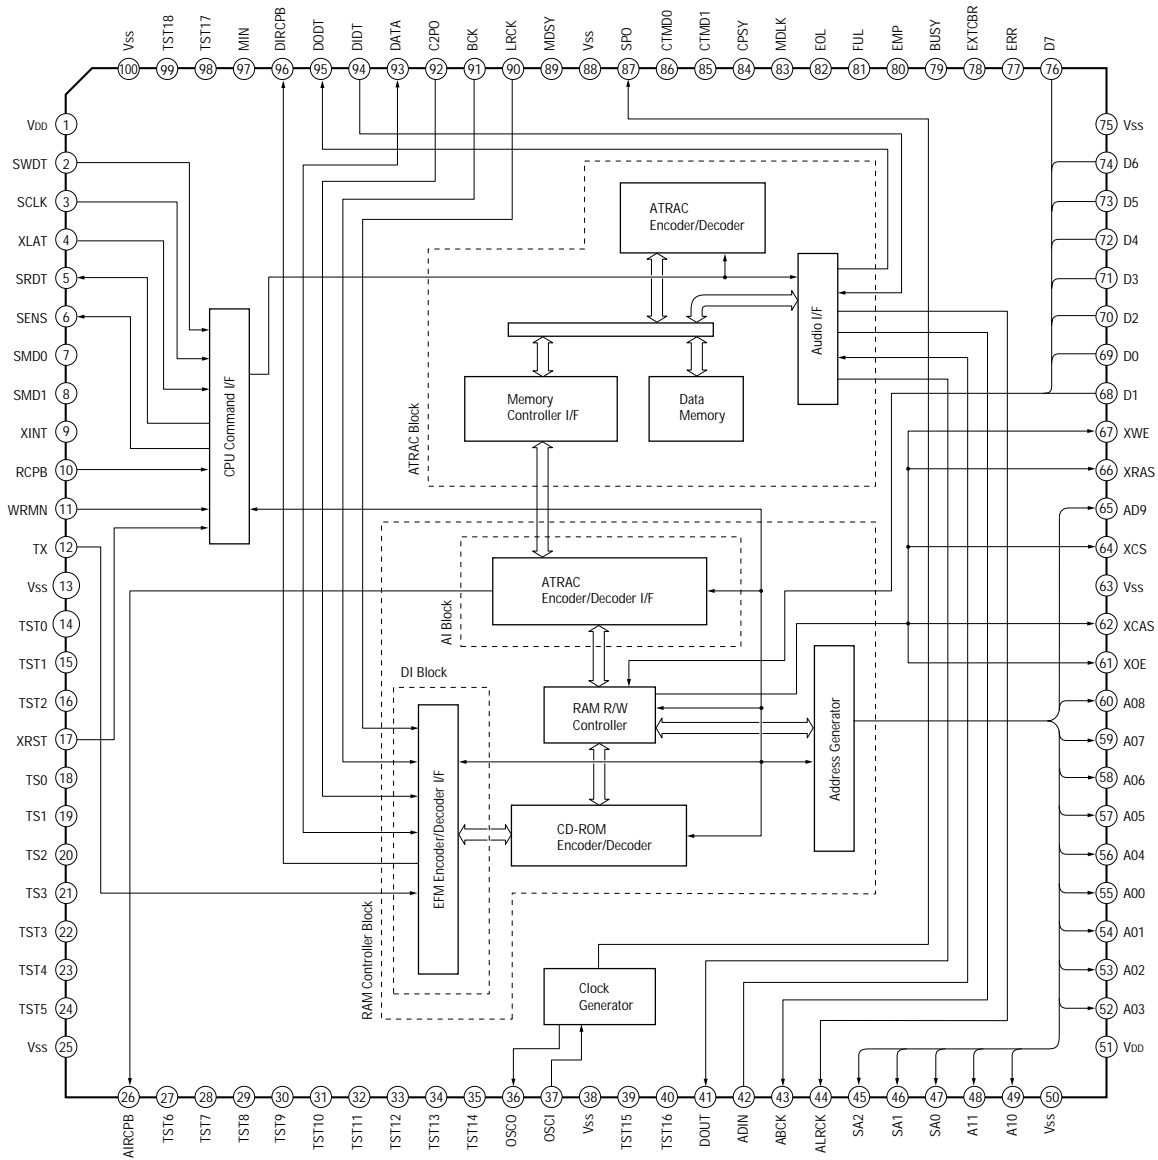 Vss
TST18
TST17
MIN
DIRCPB
DODT
DIDT
DATA
C2PO
BCK
LRCK
MDSY
Vss
SPO
CTMD0
CTMD1
CPSY
MDLK
EOL
FUL
EMP
BUSY
EXTCBR
ERR
D7
100 99 98 97 96 95 94 93 92 91 90 89 88 87 86 85 84 83 82 81 80 79 78 77 76
VDD 1
SWDT 2
SCLK 3
XLAT 4
SRDT 5
SENS 6
SMD0 7
SMD1 8
XINT 9
RCPB 10
WRMN 11
TX 12
Vss 13
TST0 14
TST1 15
TST2 16
XRST 17
TS0 18
TS1 19
TS2 20
TS3 21
TST3 22
TST4 23
TST5 24
Vss 25
CPU Command I/F
ATRAC Block
ATRAC
Encoder/Decoder
Audio I/F
Memory
Controller I/F
Data
Memory
AI Block
ATRAC
Encoder/Decoder I/F
DI Block
RAM R/W
Controller
Address Generator
EFM Encoder/Decoder I/F
CD-ROM
Encoder/Decoder
RAM Controller Block
Clock
Generator
75 Vss
74 D6
73 D5
72 D4
71 D3
70 D2
69 D0
68 D1
67 XWE
66 XRAS
65 AD9
64 XCS
63 Vss
62 XCAS
61 XOE
60 A08
59 A07
58 A06
57 A05
56 A04
55 A00
54 A01
53 A02
52 A03
51 VDD
26 27 28 29 30 31 32 33 34 35 36 37 38 39 40 41 42 43 44 45 46 47 48 49 50
AIRCPB
TST6
TST7
TST8
TST9
TST10
TST11
TST12
TST13
TST14
OSCO
OSCI
Vss
TST15
TST16
DOUT
ADIN
ABCK
ALRCK
SA2
SA1
SA0
A11
A10
Vss